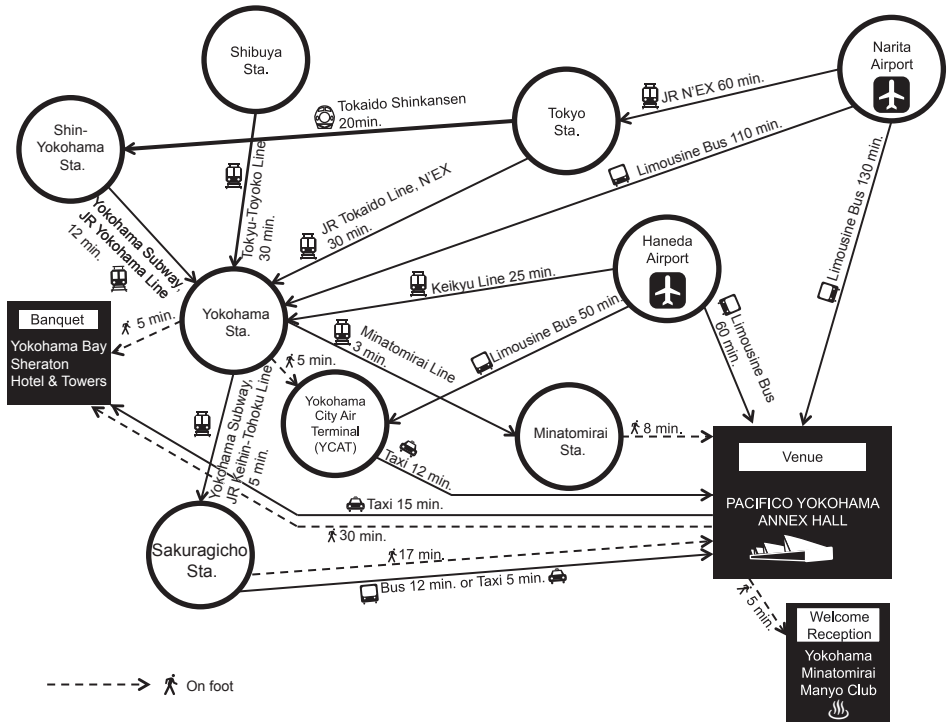 Shibuya
Sta.
Narita
Airport
JR N'EX 60 min.
Tokaido Shinkansen
20min.
Tokyo
Sta.
Shin-
Yokohama
Sta.
Limousine Bus 110 min.
Limousine Bus 130 min.
Tokyu-Toyoko Line
30 min.
JR Tokaido Line, N'EX
30 min.
Yokohama Subway,
JR Yokohama Line
12 min.
Haneda
Airport
Keikyu Line 25 min.
Banquet
Yokohama Bay
Sheraton
Hotel & Towers
5 min.
Yokohama
Sta.
Minatomirai Line
3 min.
Limousine Bus 50 min.
Limousine Bus
60 min.
5 min.
Yokohama
City Air
Terminal
(YCAT)
Minatomirai
Sta.
8 min.
Yokohama Subway,
JR Keihin-Tohoku Line
5 min.
Taxi 12 min.
Venue
PACIFICO YOKOHAMA
ANNEX HALL
Taxi 15 min.
30 min.
Sakuragicho
Sta.
17 min.
Bus 12 min. or Taxi 5 min.
5 min.
Welcome
Reception
Yokohama
Minatomirai
Manyo Club
On foot